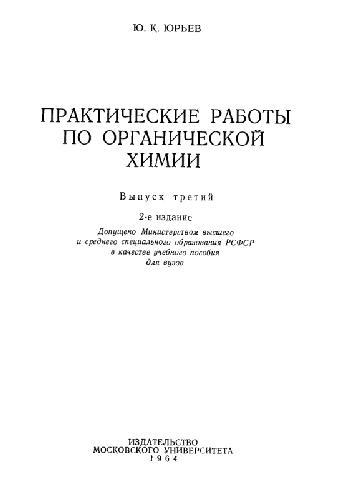 Ю. К. ЮРЬЕВ
ПРАКТИЧЕСКИЕ РАБОТЫ
ПО ОРГАНИЧЕСКОЙ
ХИМИИ
Выпуск третий
2-е издание
Допущено Министерством высшего
и среднего специального образования РСФСР
в качестве учебного пособия
для вузов
ИЗДАТЕЛЬСТВО
МОСКОВСКОГО УНИВЕРСИТЕТА
1964